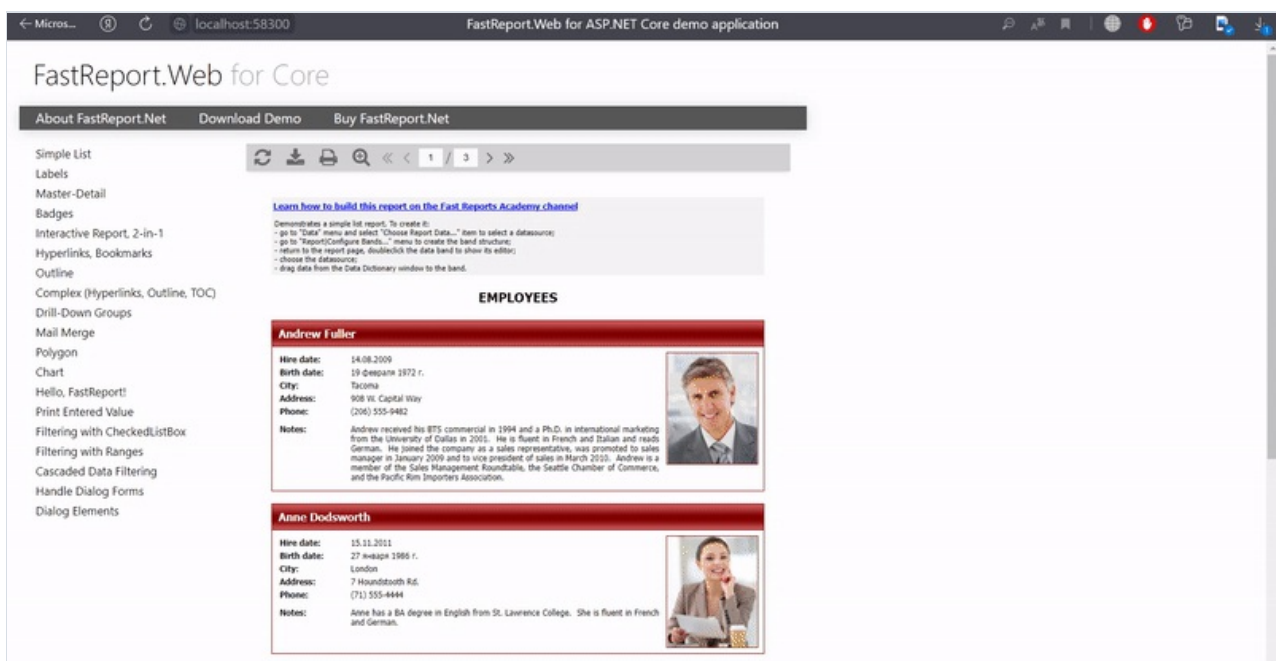 ← Micros...
localhost:58300
FastReport.Web for ASP.NET Core demo application
FastReport.Web for Core
About FastReport.Net Download Demo Buy FastReport.Net
Simple List
Labels
Master-Detail
Badges
Interactive Report, 2-in-1
Hyperlinks, Bookmarks
Outline
Complex (Hyperlinks, Outline, TOC)
Drill-Down Groups
Mail Merge
Polygon
Chart
Hello, FastReport!
Print Entered Value
Filtering with CheckedListBox
Filtering with Ranges
Cascaded Data Filtering
Handle Dialog Forms
Dialog Elements
1 / 3
Learn how to build this report on the Fast Reports Academy channel
Demonstrates a simple list report. To create it:
- go to "Data" menu and select "Choose Report Data..." item to select a datasource;
- go to "Report|Configure Bands..." menu to create the band structure;
- return to the report page, doubleclick the data band to show its editor;
- choose the datasource;
- drag data from the Data Dictionary window to the band.
EMPLOYEES
Andrew Fuller
Hire date: 14.08.2009
Birth date: 19 февраля 1972 г.
City: Tacoma
Address: 908 W. Capital Way
Phone: (206) 555-9482
Notes: Andrew received his BTS commercial in 1994 and a Ph.D. in international marketing
from the University of Dallas in 2001. He is fluent in French and Italian and reads
German. He joined the company as a sales representative, was promoted to sales
manager in January 2009 and to vice president of sales in March 2010. Andrew is a
member of the Sales Management Roundtable, the Seattle Chamber of Commerce,
and the Pacific Rim Importers Association.
Anne Dodsworth
Hire date: 15.11.2011
Birth date: 27 января 1986 г.
City: London
Address: 7 Houndstooth Rd.
Phone: (71) 555-4444
Notes: Anne has a BA degree in English from St. Lawrence College. She is fluent in French
and German.